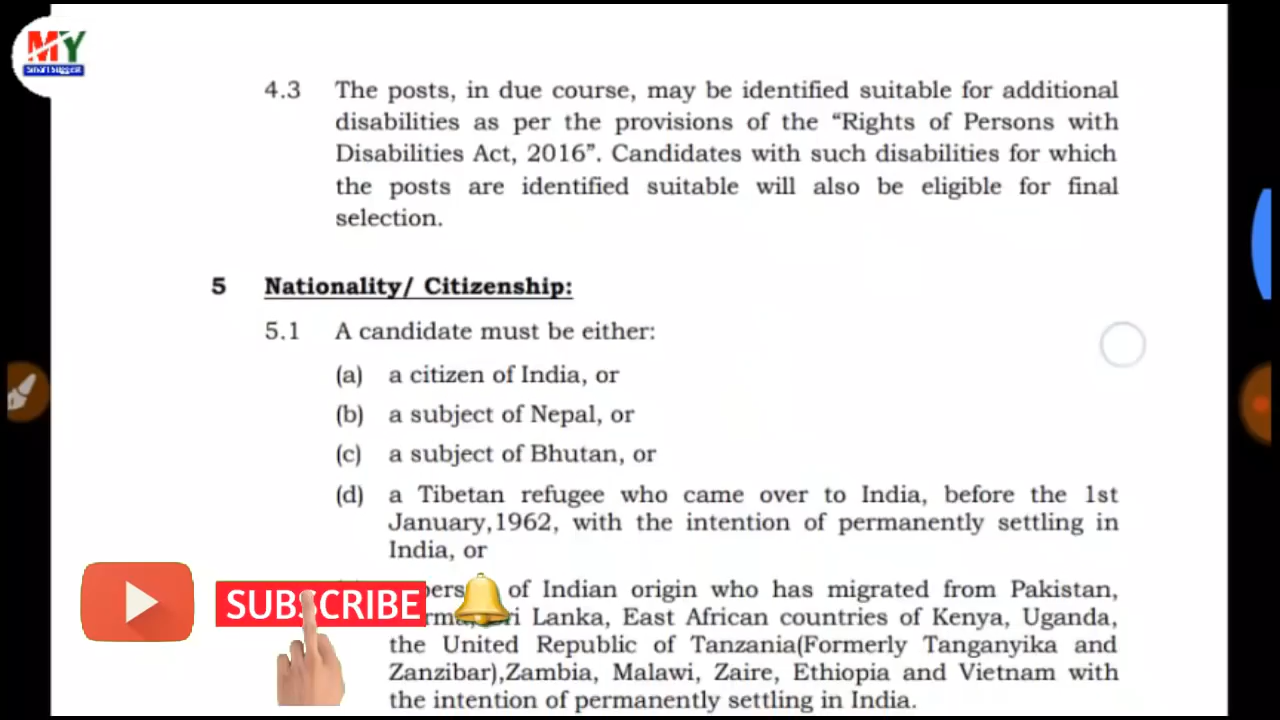 MY
Smart Suggest
4.3 The posts, in due course, may be identified suitable for additional
disabilities as per the provisions of the “Rights of Persons with
Disabilities Act, 2016”. Candidates with such disabilities for which
the posts are identified suitable will also be eligible for final
selection.
5 Nationality/ Citizenship:
5.1 A candidate must be either:
(a) a citizen of India, or
(b) a subject of Nepal, or
(c) a subject of Bhutan, or
(d) a Tibetan refugee who came over to India, before the 1st
January,1962, with the intention of permanently settling in
India, or
of Indian origin who has migrated from Pakistan,
Lanka, East African countries of Kenya, Uganda,
the United Republic of Tanzania(Formerly Tanganyika and
Zanzibar),Zambia, Malawi, Zaire, Ethiopia and Vietnam with
the intention of permanently settling in India.
SUBSCRIBE